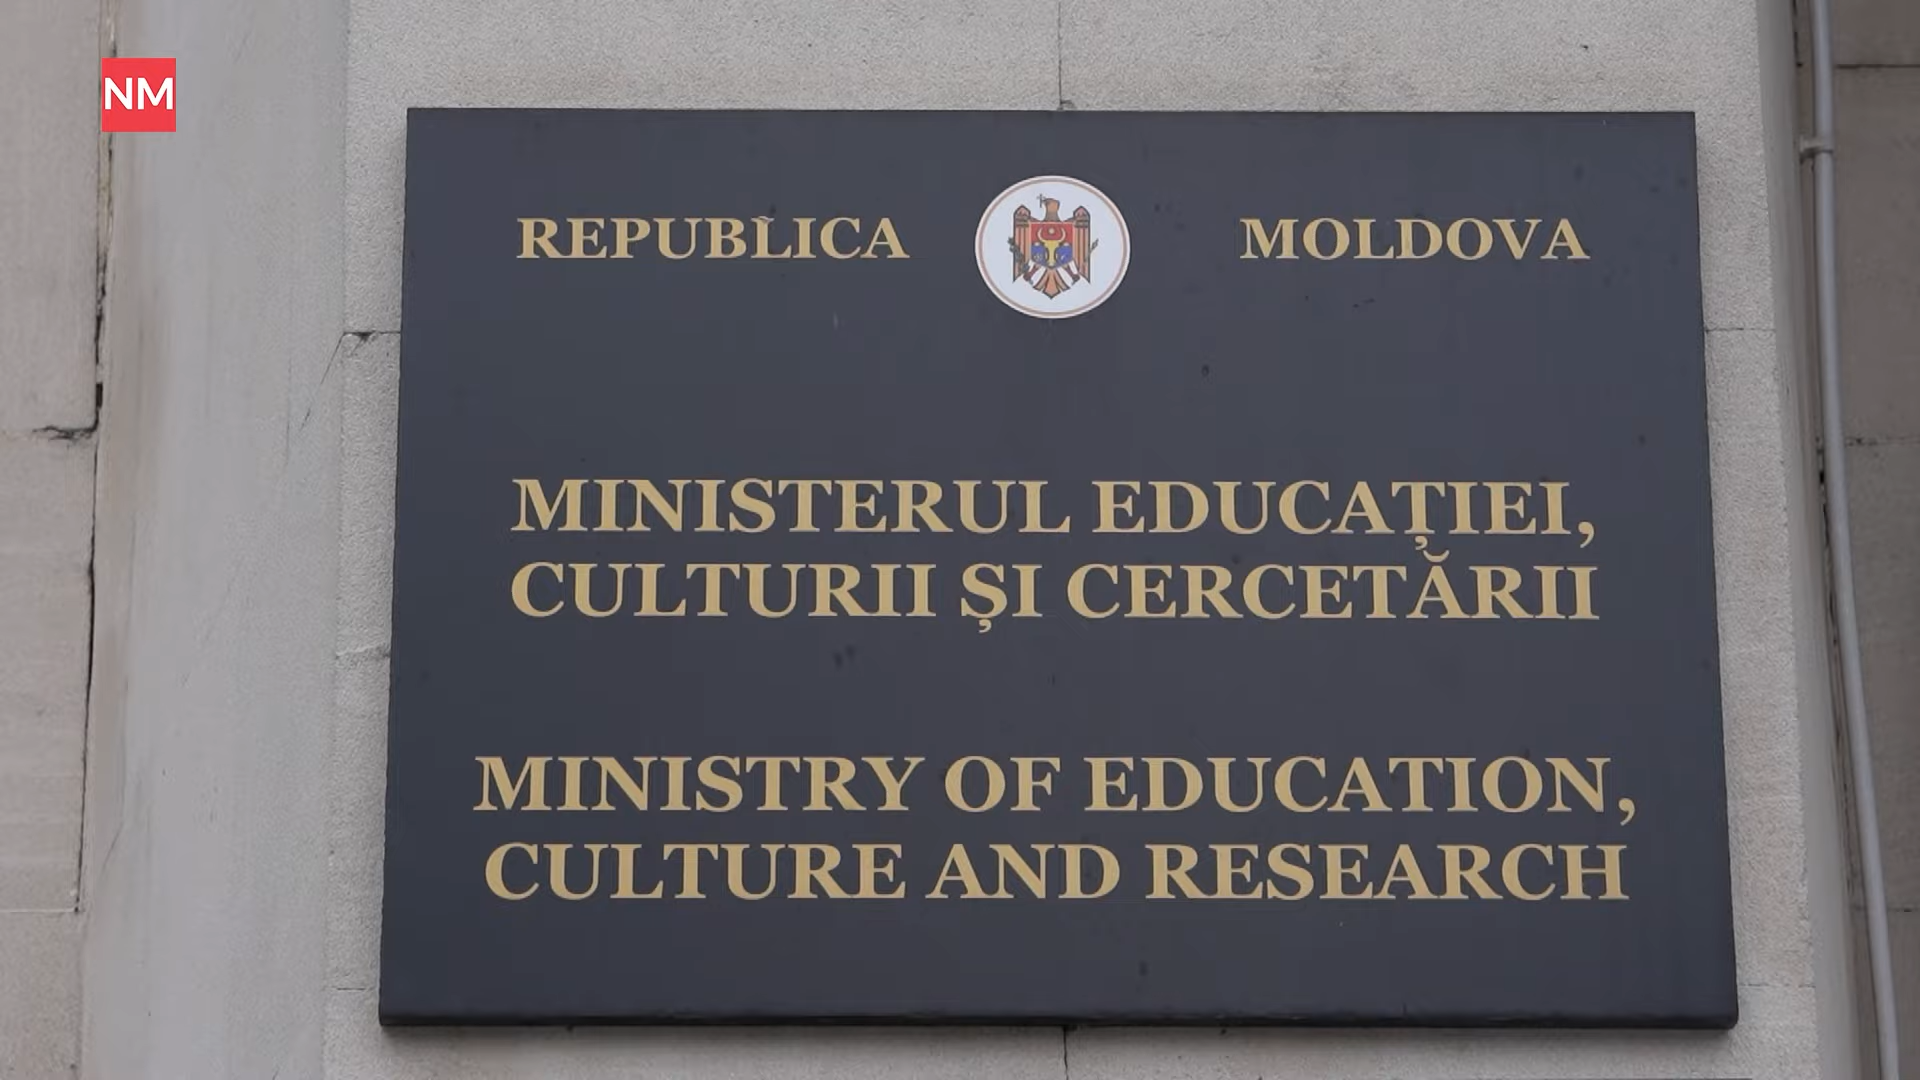 NM
REPUBLICA MOLDOVA
MINISTERUL EDUCAȚIEI,
CULTURII ȘI CERCETĂRII
MINISTRY OF EDUCATION,
CULTURE AND RESEARCH